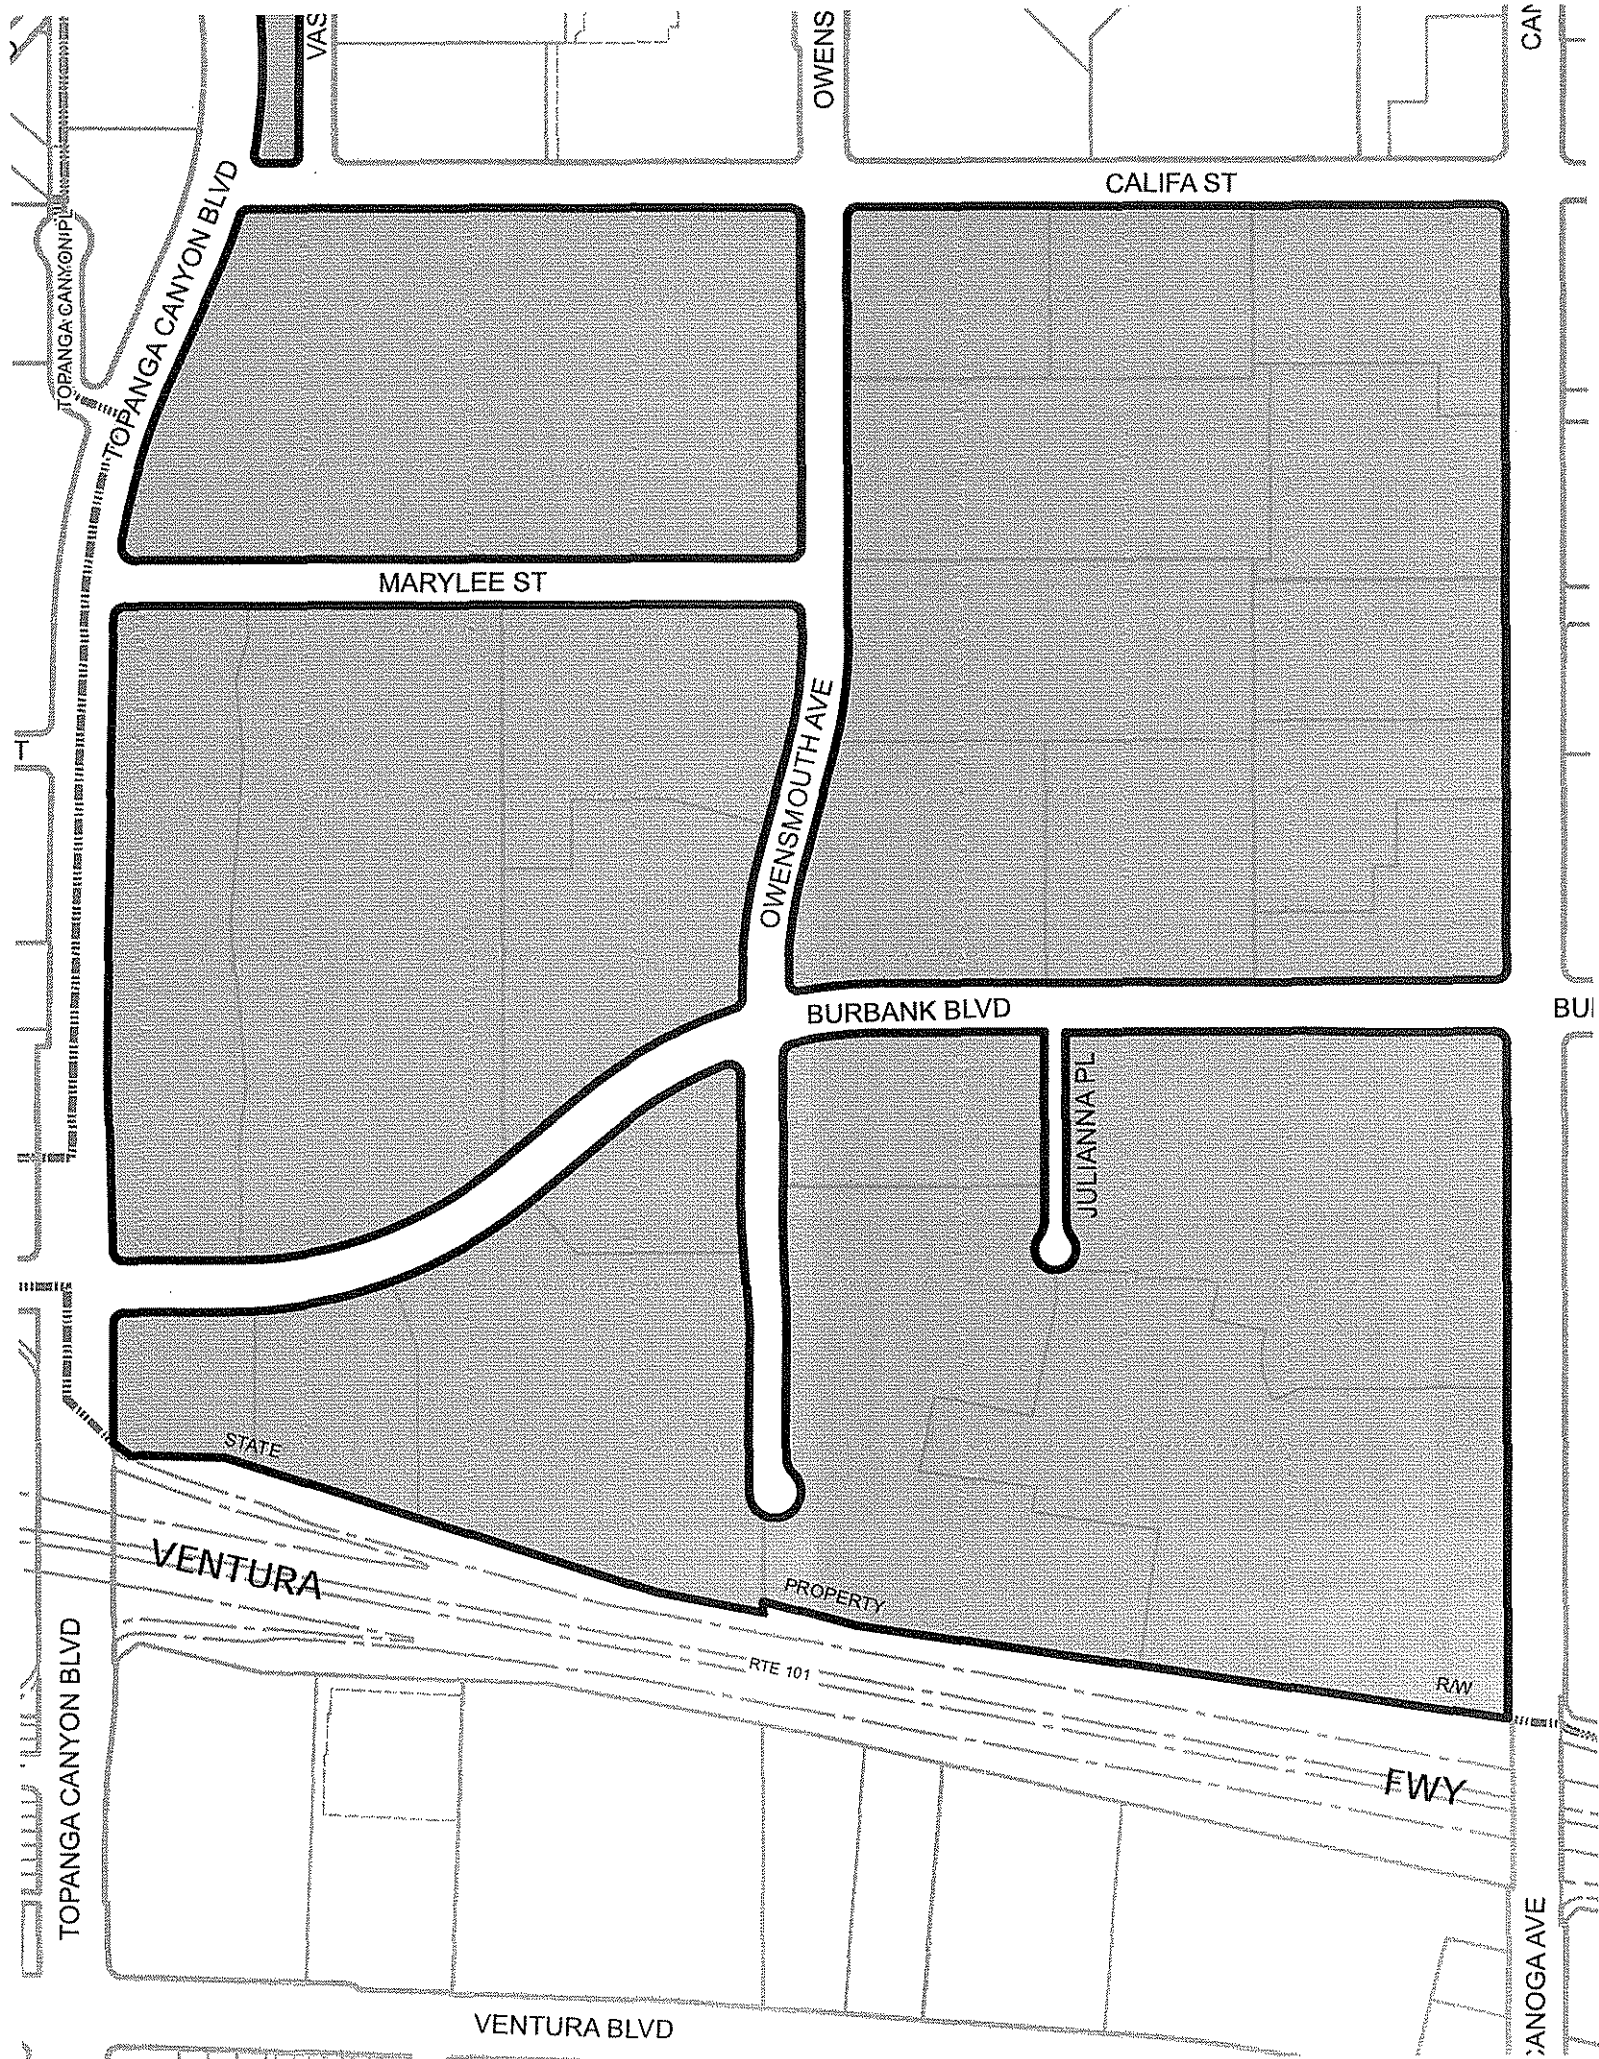 VAS
OWENS
CAN
CALIFA ST
TOPANGA CANYON BLVD
TOPANGA CANYON PL
MARYLEE ST
OWENSMOUTH AVE
T
BURBANK BLVD
BU
JULIANNA PL
STATE
VENTURA
PROPERTY
RTE 101
R/W
FWY
TOPANGA CANYON BLVD
CANOGA AVE
VENTURA BLVD